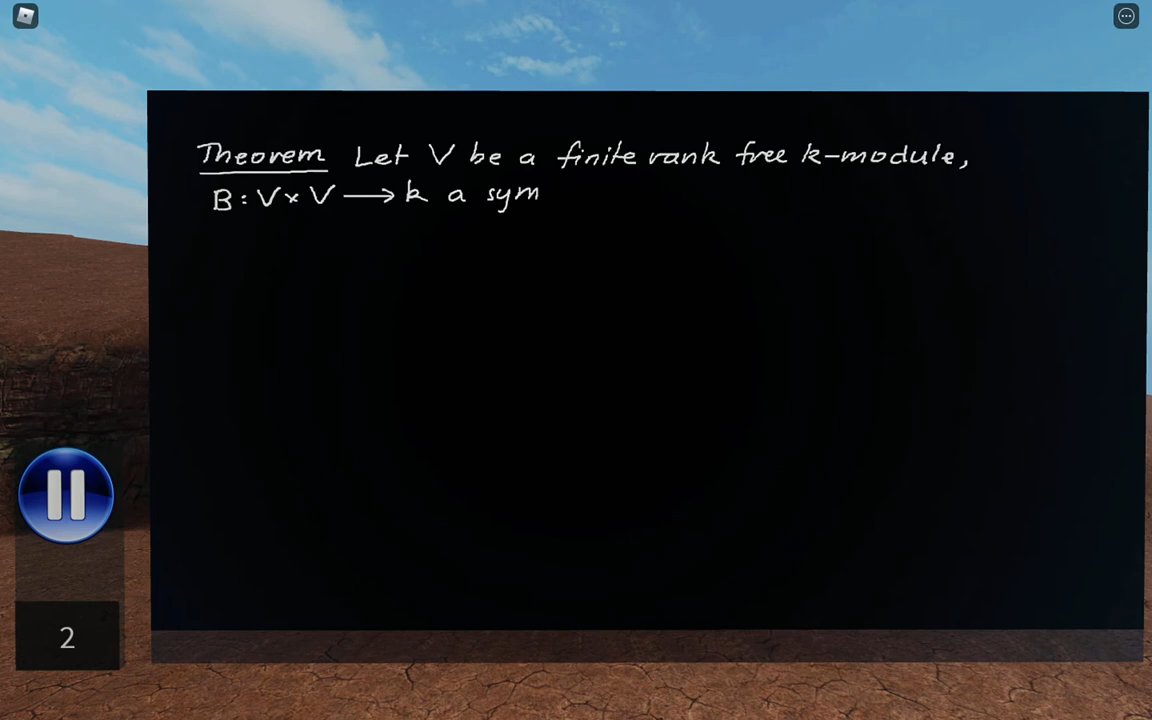 Theorem Let V be a finite rank free k-module,
B: V × V ⟶ k a sym
2